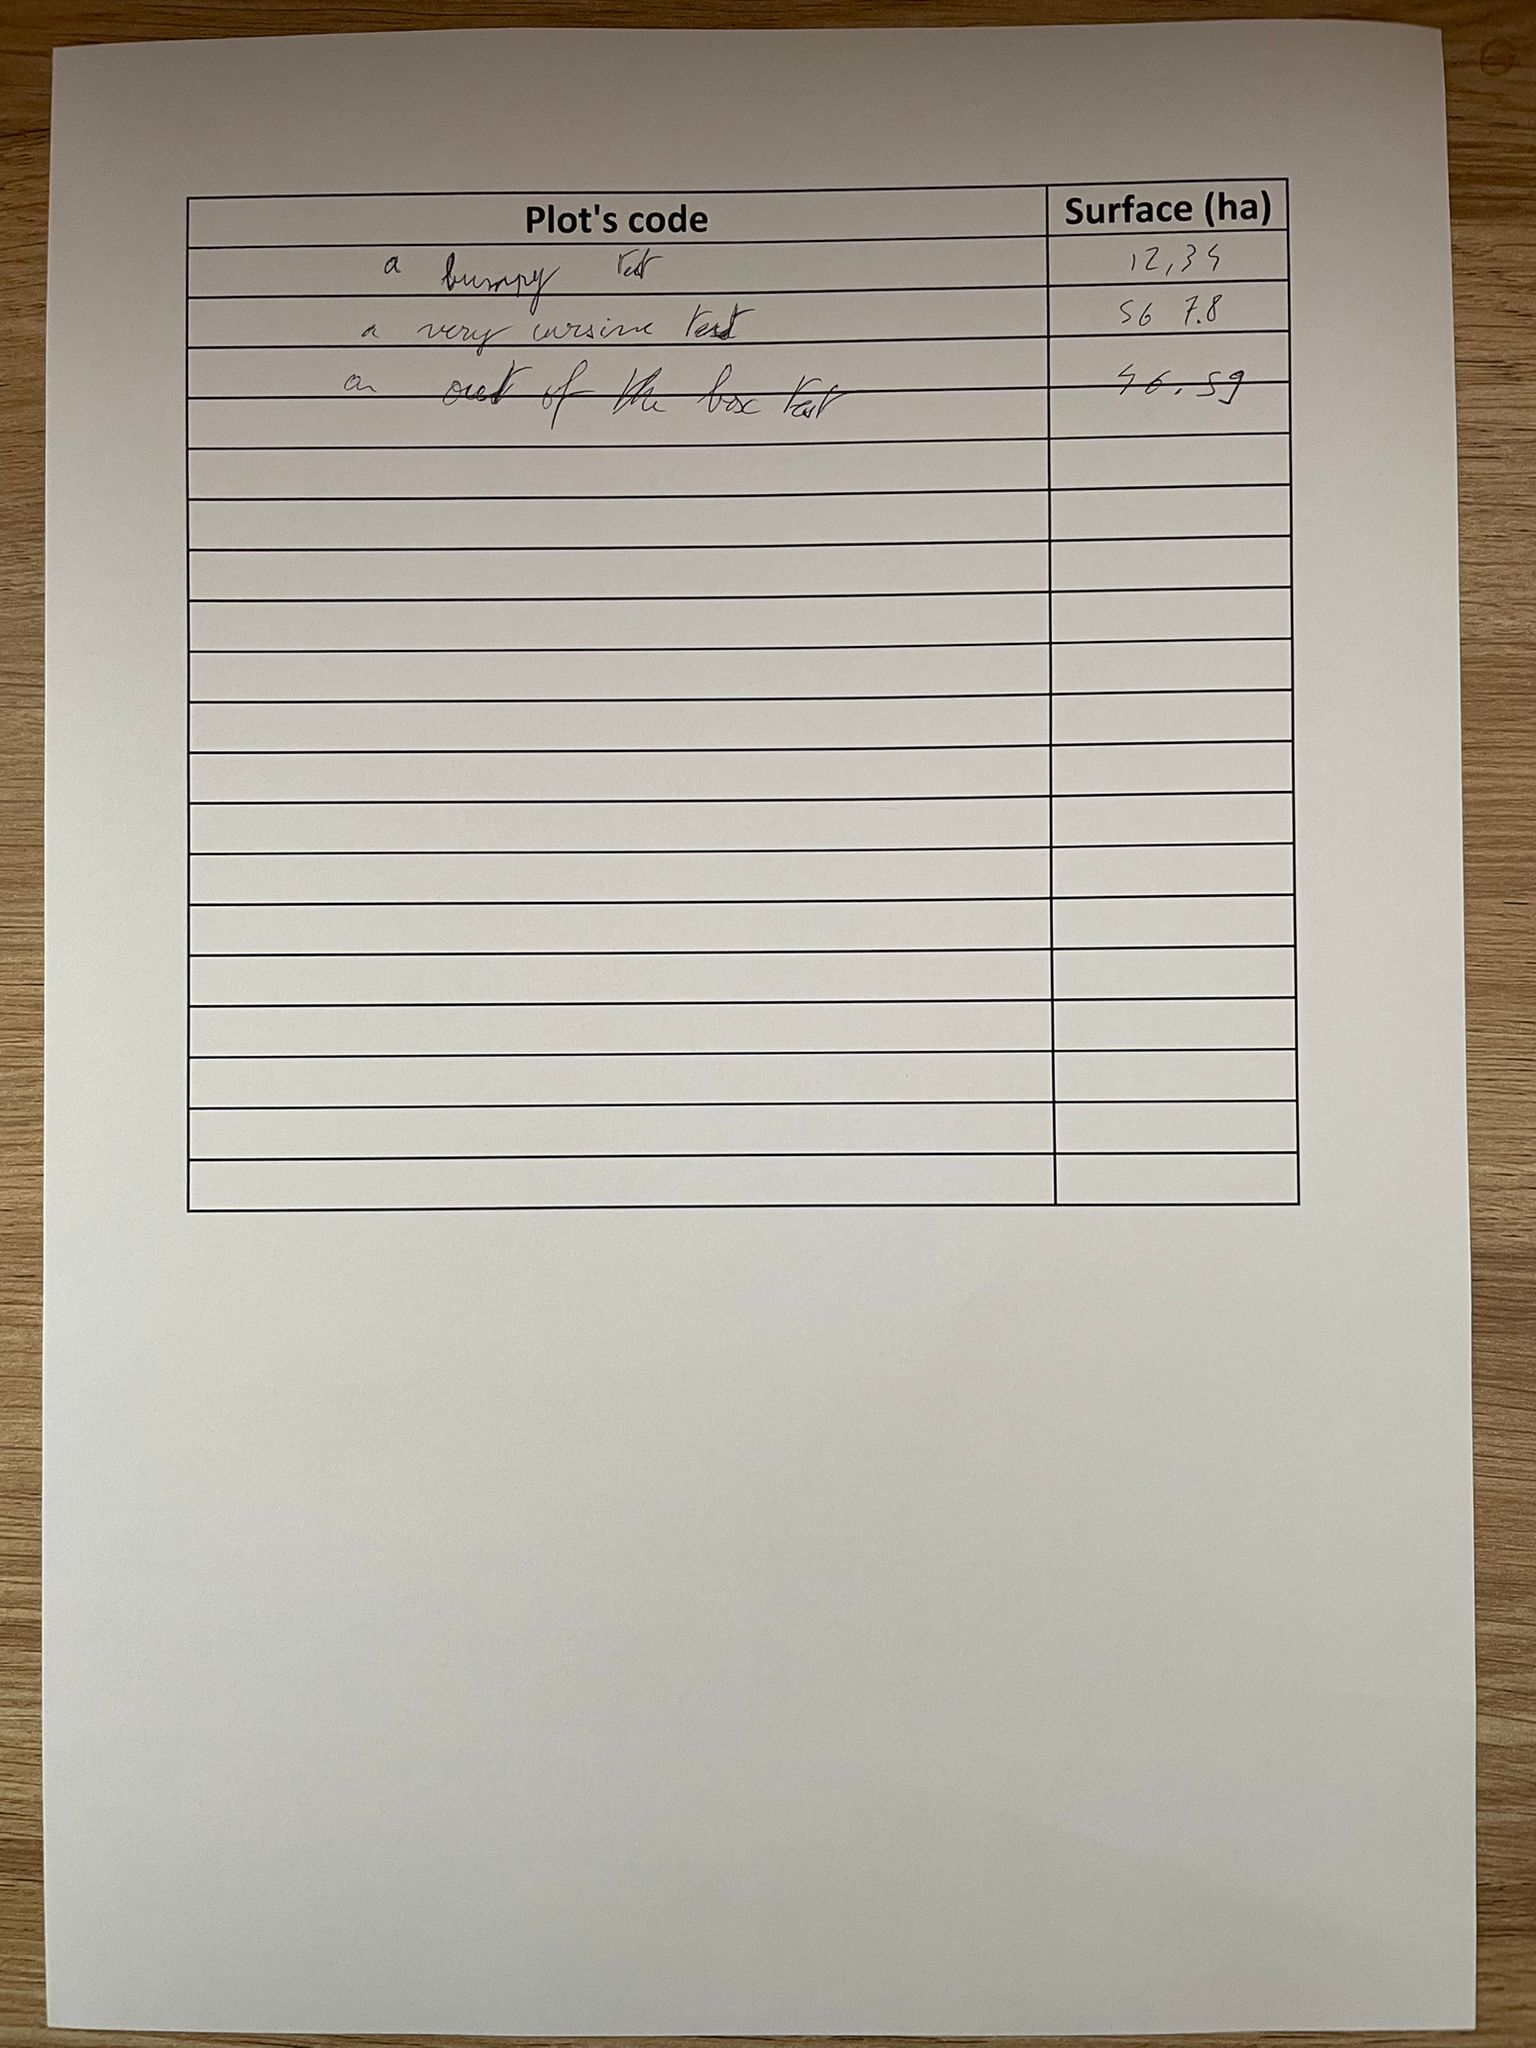 Plot's code Surface (ha)
a bumpy test 12,34
a very cursive test 56 7.8
an out of the box test 46.59